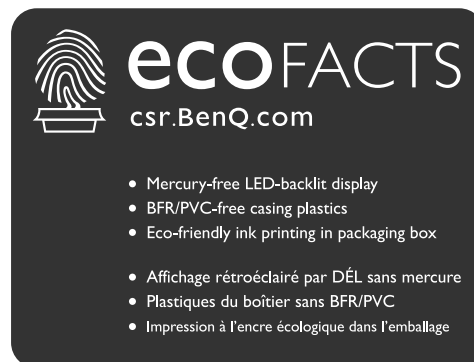 ecoFACTS
csr.BenQ.com
• Mercury-free LED-backlit display
• BFR/PVC-free casing plastics
• Eco-friendly ink printing in packaging box
• Affichage rétroéclairé par DÉL sans mercure
• Plastiques du boîtier sans BFR/PVC
• Impression à l'encre écologique dans l'emballage